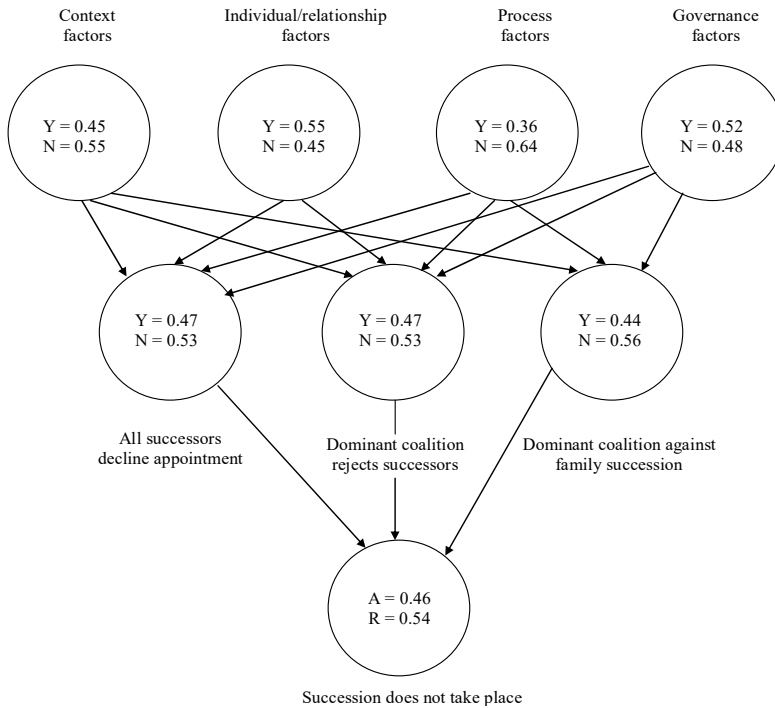 Context
factors
Individual/relationship
factors
Process
factors
Governance
factors
Y = 0.45
N = 0.55
Y = 0.55
N = 0.45
Y = 0.36
N = 0.64
Y = 0.52
N = 0.48
Y = 0.47
N = 0.53
Y = 0.47
N = 0.53
Y = 0.44
N = 0.56
All successors
decline appointment
Dominant coalition
rejects successors
Dominant coalition against
family succession
A = 0.46
R = 0.54
Succession does not take place